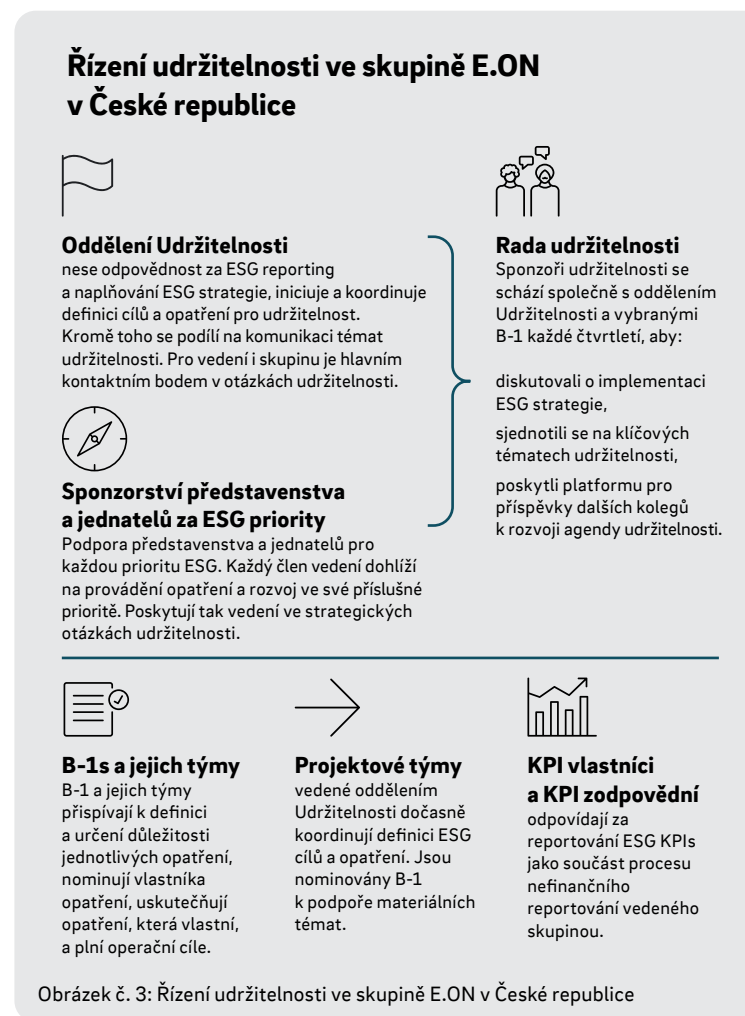 Řízení udržitelnosti ve skupině E.ON
v České republice
Oddělení Udržitelnosti
nese odpovědnost za ESG reporting
a naplňování ESG strategie, iniciuje a koordinuje
definici cílů a opatření pro udržitelnost.
Kromě toho se podílí na komunikaci témat
udržitelnosti. Pro vedení i skupinu je hlavním
kontaktním bodem v otázkách udržitelnosti.
Sponzorství představenstva
a jednatelů za ESG priority
Podpora představenstva a jednatelů pro
každou prioritu ESG. Každý člen vedení dohlíží
na provádění opatření a rozvoj ve své příslušné
prioritě. Poskytují tak vedení ve strategických
otázkách udržitelnosti.
Rada udržitelnosti
Sponzoři udržitelnosti se
schází společně s oddělením
Udržitelnosti a vybranými
B-1 každé čtvrtletí, aby:
diskutovali o implementaci
ESG strategie,
sjednotili se na klíčových
tématech udržitelnosti,
poskytli platformu pro
příspěvky dalších kolegů
k rozvoji agendy udržitelnosti.
B-1s a jejich týmy
B-1 a jejich týmy
přispívají k definici
a určení důležitosti
jednotlivých opatření,
nominují vlastníka
opatření, uskutečňují
opatření, která vlastní,
a plní operační cíle.
Projektové týmy
vedené oddělením
Udržitelnosti dočasně
koordinují definici ESG
cílů a opatření. Jsou
nominovány B-1
k podpoře materiálních
témat.
KPI vlastníci
a KPI zodpovědní
odpovídají za
reportování ESG KPIs
jako součást procesu
nefinančního
reportování vedeného
skupinou.
Obrázek č. 3: Řízení udržitelnosti ve skupině E.ON v České republice